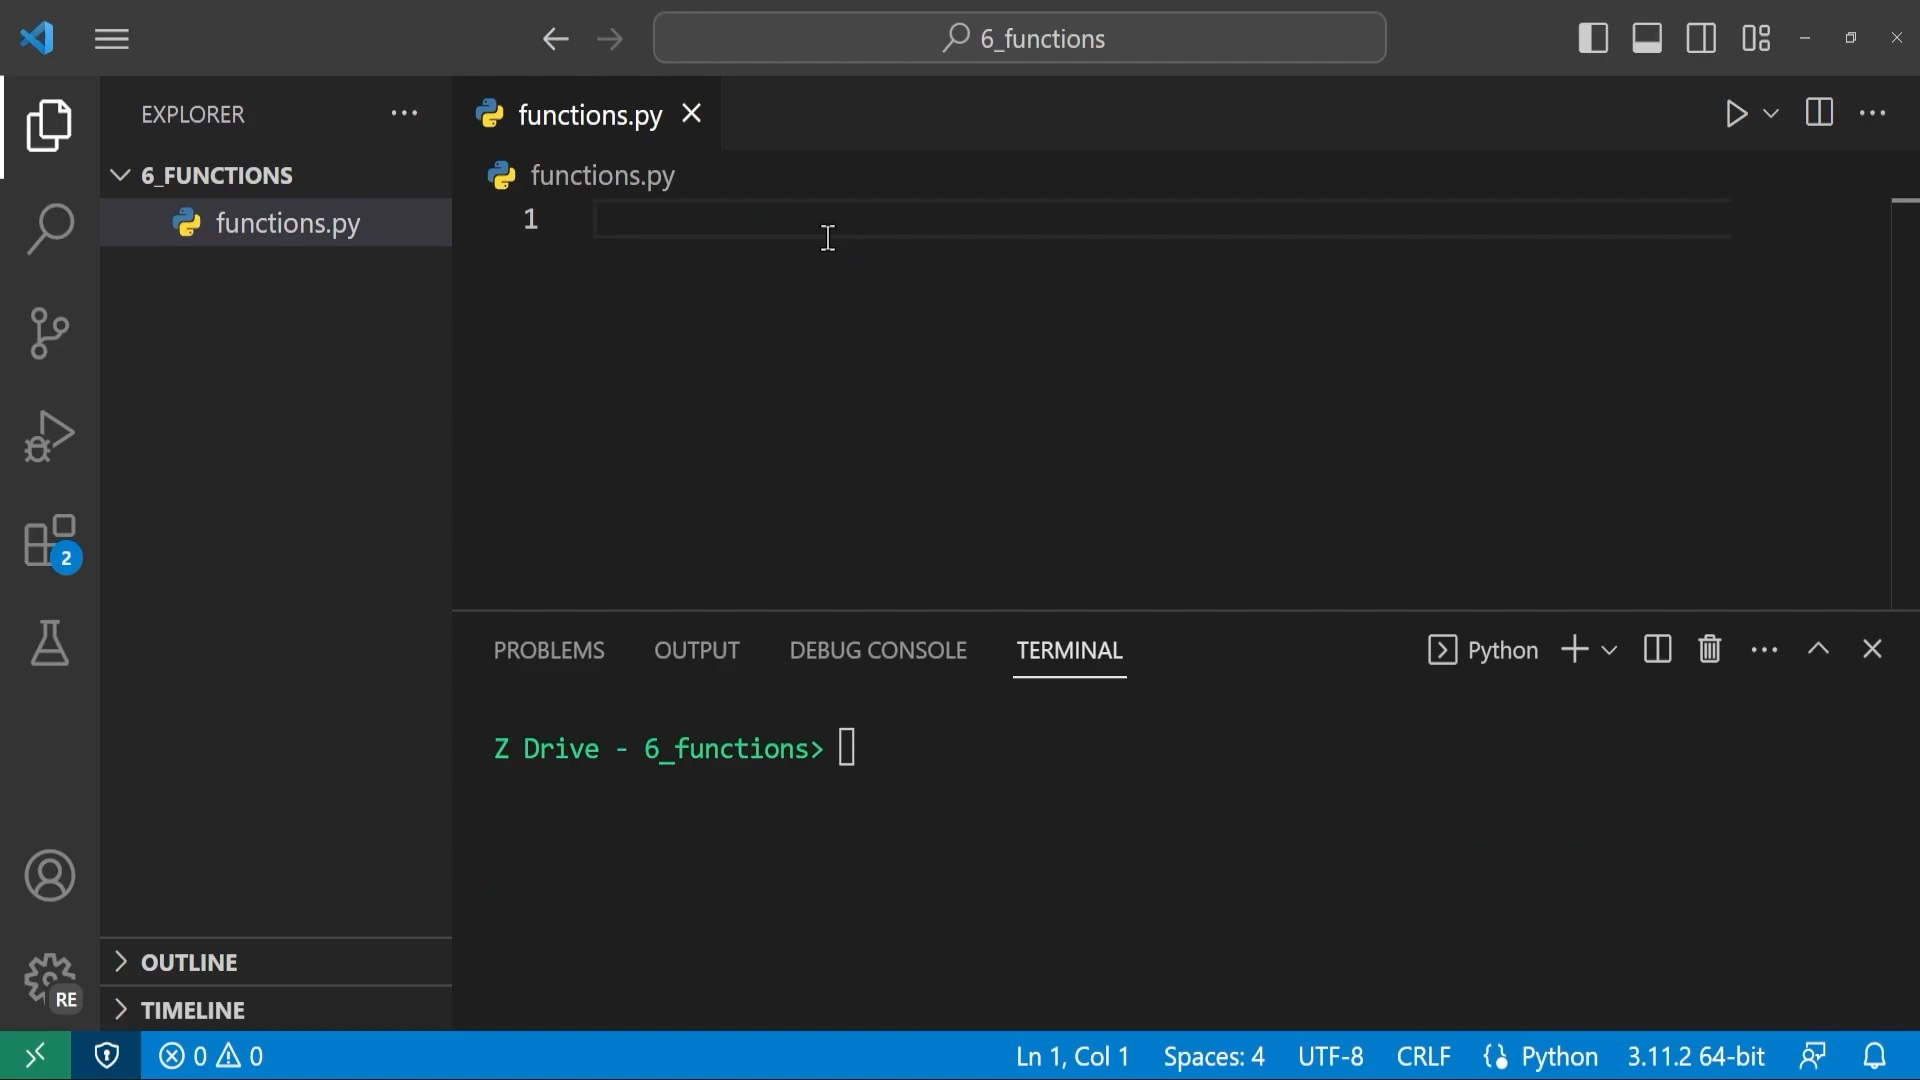 6_functions
EXPLORER
6_FUNCTIONS
functions.py
functions.py
functions.py
1
2
PROBLEMS OUTPUT DEBUG CONSOLE TERMINAL Python
Z Drive - 6_functions>
OUTLINE
TIMELINE
RE
0 0 Ln 1, Col 1 Spaces: 4 UTF-8 CRLF Python 3.11.2 64-bit